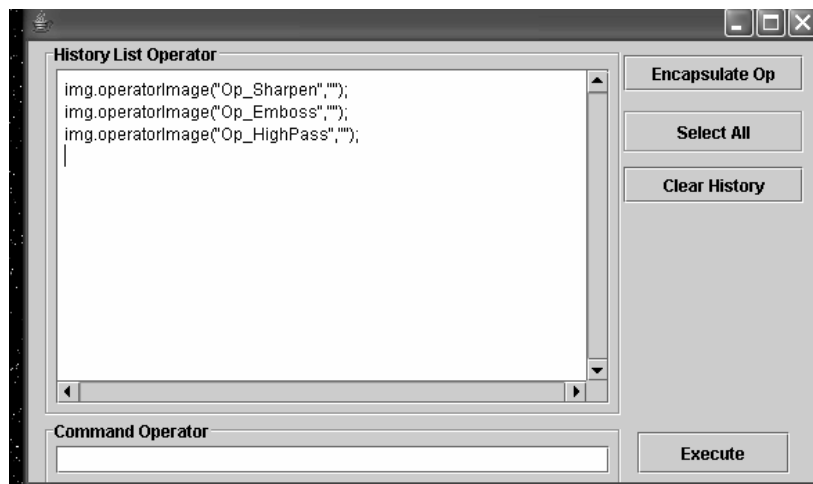 History List Operator
img.operatorImage("Op_Sharpen","");
img.operatorImage("Op_Emboss","");
img.operatorImage("Op_HighPass","");
Encapsulate Op
Select All
Clear History
Command Operator
Execute